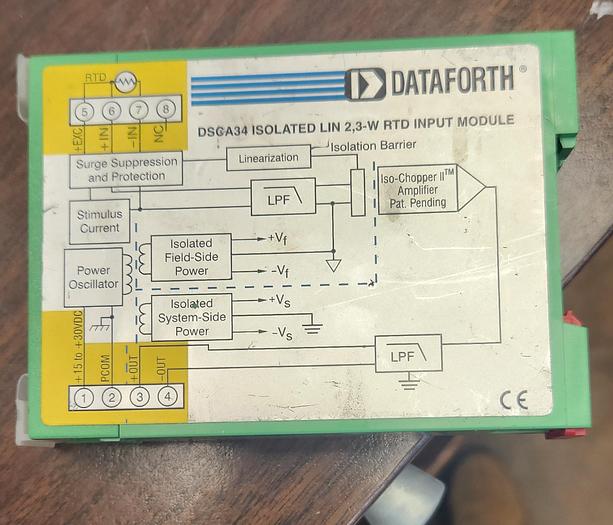 RTD
DATAFORTH®
5 6 7 8
+EXC
+IN
-IN
NC
DSCA34 ISOLATED LIN 2,3-W RTD INPUT MODULE
Surge Suppression
and Protection
Linearization
Isolation Barrier
LPF
Iso-Chopper II™
Amplifier
Pat. Pending
Stimulus
Current
Isolated
Field-Side
Power
+Vf
-Vf
Power
Oscillator
Isolated
System-Side
Power
+VS
-VS
LPF
+15 to +30VDC
PCOM
+OUT
-OUT
1 2 3 4
CE